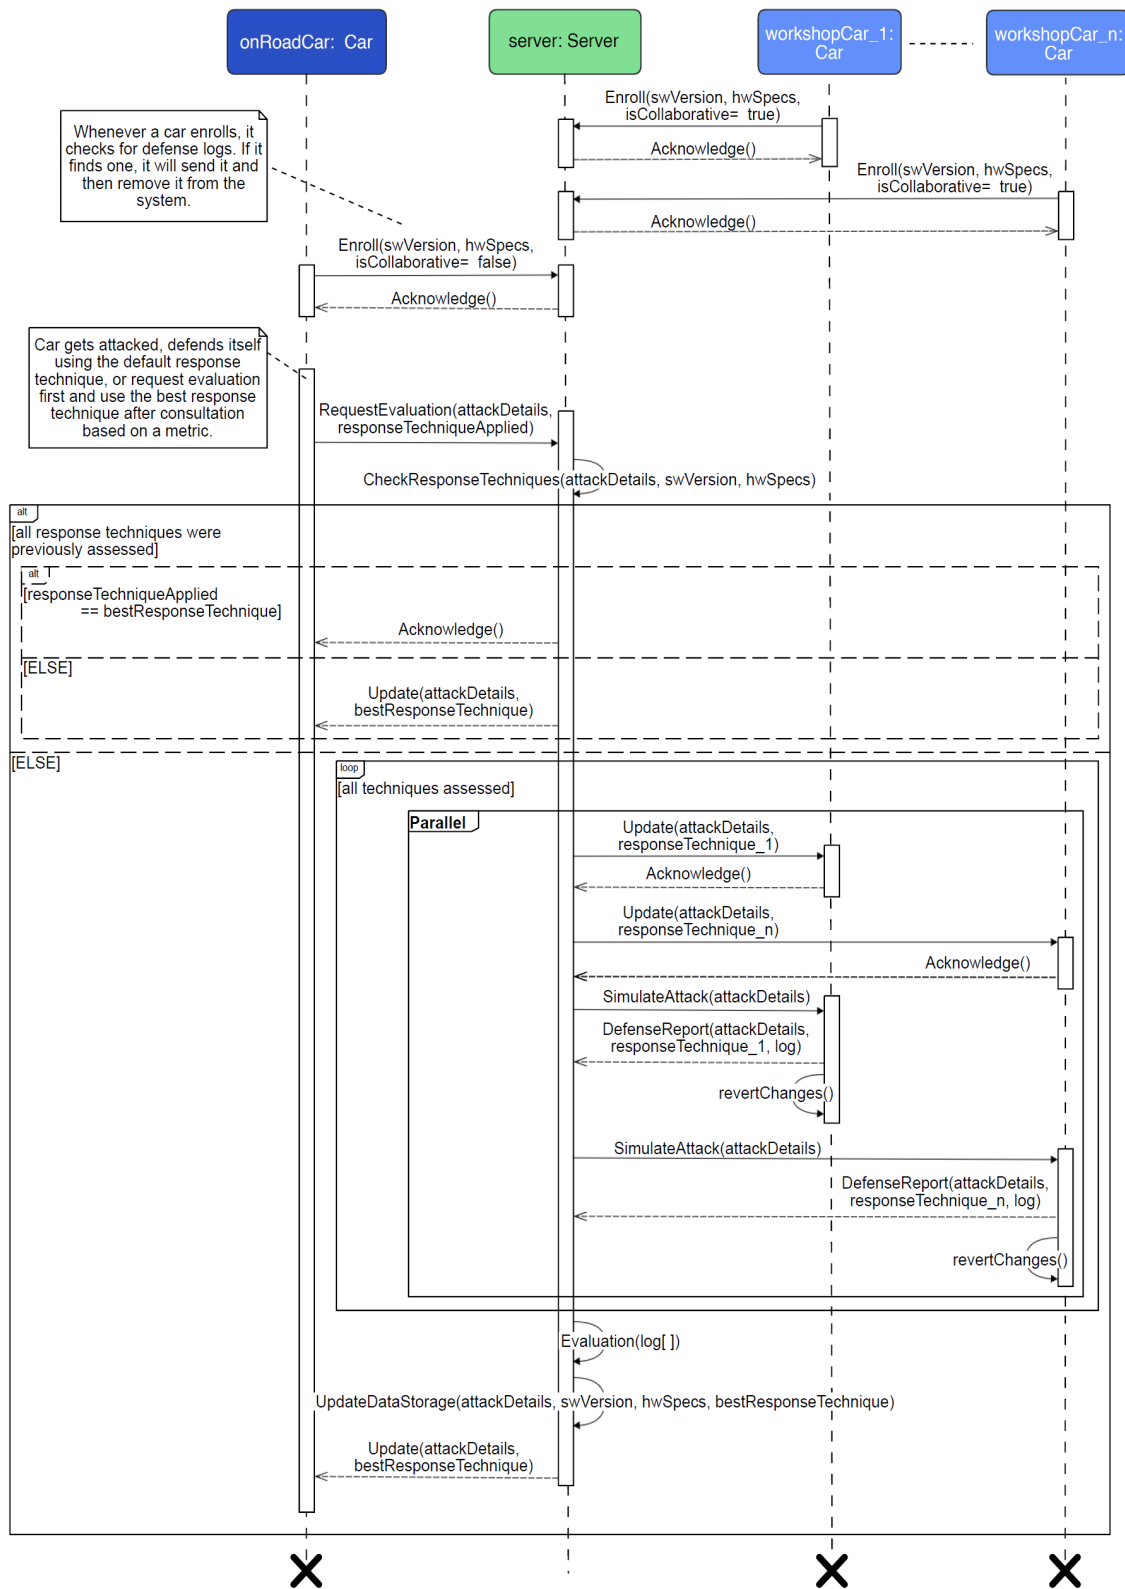 onRoadCar:  Car
server: Server
workshopCar_1:
Car
workshopCar_n:
Car
Enroll(swVersion, hwSpecs,
isCollaborative=  true)
Acknowledge()
Whenever a car enrolls, it
checks for defense logs. If it
finds one, it will send it and
then remove it from the
system.
Enroll(swVersion, hwSpecs,
isCollaborative=  true)
Acknowledge()
Enroll(swVersion, hwSpecs,
isCollaborative=  false)
Acknowledge()
Car gets attacked, defends itself
using the default response
technique, or request evaluation
first and use the best response
technique after consultation
based on a metric.
RequestEvaluation(attackDetails,
responseTechniqueApplied)
CheckResponseTechniques(attackDetails, swVersion, hwSpecs)
alt
[all response techniques were
previously assessed]
alt
[responseTechniqueApplied
== bestResponseTechnique]
Acknowledge()
[ELSE]
Update(attackDetails,
bestResponseTechnique)
[ELSE]
loop
[all techniques assessed]
Parallel
Update(attackDetails,
responseTechnique_1)
Acknowledge()
Update(attackDetails,
responseTechnique_n)
Acknowledge()
SimulateAttack(attackDetails)
DefenseReport(attackDetails,
responseTechnique_1, log)
revertChanges()
SimulateAttack(attackDetails)
DefenseReport(attackDetails,
responseTechnique_n, log)
revertChanges()
Evaluation(log[ ])
UpdateDataStorage(attackDetails, swVersion, hwSpecs, bestResponseTechnique)
Update(attackDetails,
bestResponseTechnique)